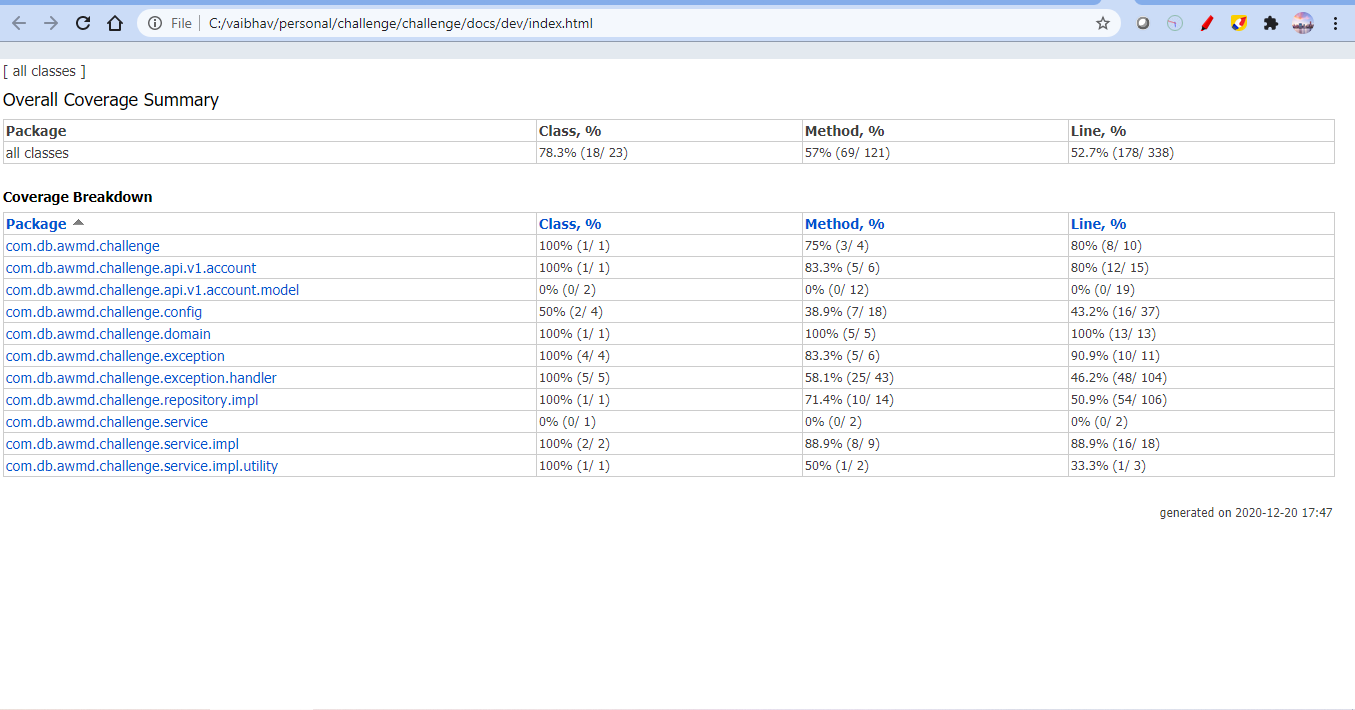 File C:/vaibhav/personal/challenge/challenge/docs/dev/index.html
[ all classes ]
Overall Coverage Summary
Package Class, % Method, % Line, %
all classes 78.3% (18/ 23) 57% (69/ 121) 52.7% (178/ 338)
Coverage Breakdown
Package Class, % Method, % Line, %
com.db.awmd.challenge 100% (1/ 1) 75% (3/ 4) 80% (8/ 10)
com.db.awmd.challenge.api.v1.account 100% (1/ 1) 83.3% (5/ 6) 80% (12/ 15)
com.db.awmd.challenge.api.v1.account.model 0% (0/ 2) 0% (0/ 12) 0% (0/ 19)
com.db.awmd.challenge.config 50% (2/ 4) 38.9% (7/ 18) 43.2% (16/ 37)
com.db.awmd.challenge.domain 100% (1/ 1) 100% (5/ 5) 100% (13/ 13)
com.db.awmd.challenge.exception 100% (4/ 4) 83.3% (5/ 6) 90.9% (10/ 11)
com.db.awmd.challenge.exception.handler 100% (5/ 5) 58.1% (25/ 43) 46.2% (48/ 104)
com.db.awmd.challenge.repository.impl 100% (1/ 1) 71.4% (10/ 14) 50.9% (54/ 106)
com.db.awmd.challenge.service 0% (0/ 1) 0% (0/ 2) 0% (0/ 2)
com.db.awmd.challenge.service.impl 100% (2/ 2) 88.9% (8/ 9) 88.9% (16/ 18)
com.db.awmd.challenge.service.impl.utility 100% (1/ 1) 50% (1/ 2) 33.3% (1/ 3)
generated on 2020-12-20 17:47